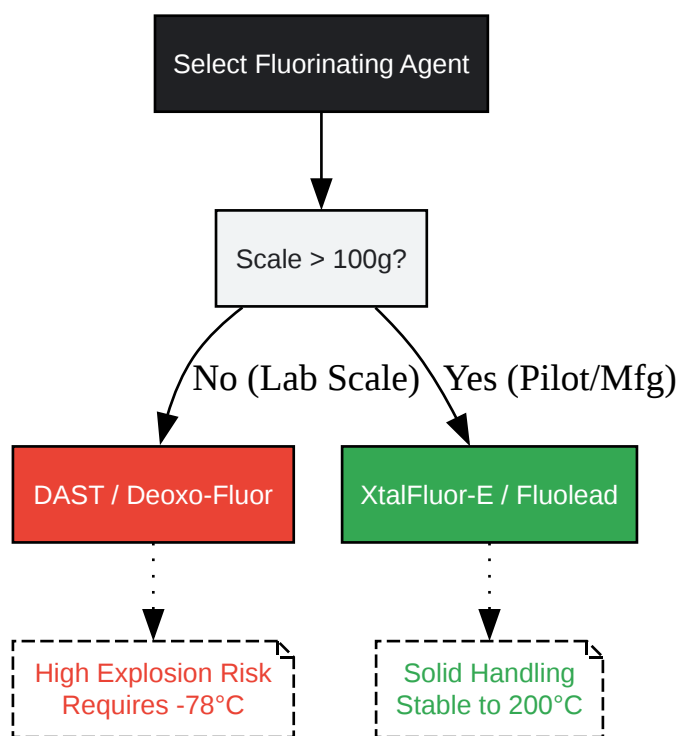 Select Fluorinating Agent
Scale > 100g?
No (Lab Scale)
Yes (Pilot/Mfg)
DAST / Deoxo-Fluor
XtalFluor-E / Fluolead
High Explosion Risk
Requires -78°C
Solid Handling
Stable to 200°C